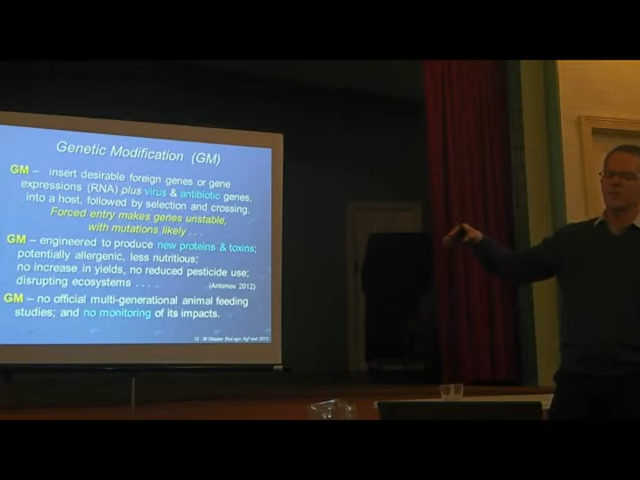 Genetic Modification (GM)
GM – insert desirable foreign genes or gene
expressions (RNA) plus virus & antibiotic genes,
into a host, followed by selection and crossing.
Forced entry makes genes unstable,
with mutations likely . . .
GM – engineered to produce new proteins & toxins;
potentially allergenic, less nutritious;
no increase in yields, no reduced pesticide use;
disrupting ecosystems . . . . (Antoniou 2012)
GM – no official multi-generational animal feeding
studies; and no monitoring of its impacts.